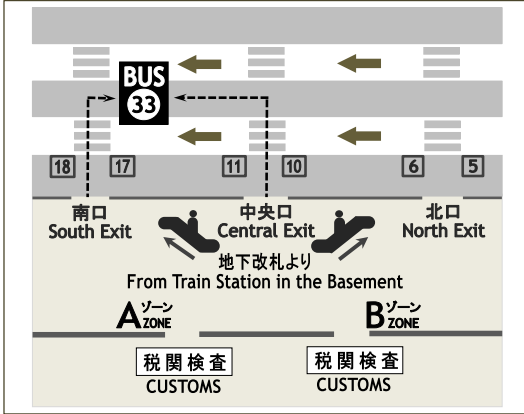 BUS
33
18
17
11
10
6
5
南口
South Exit
中央口
Central Exit
北口
North Exit
地下改札より
From Train Station in the Basement
A ゾーン
ZONE
B ゾーン
ZONE
税関検査
CUSTOMS
税関検査
CUSTOMS